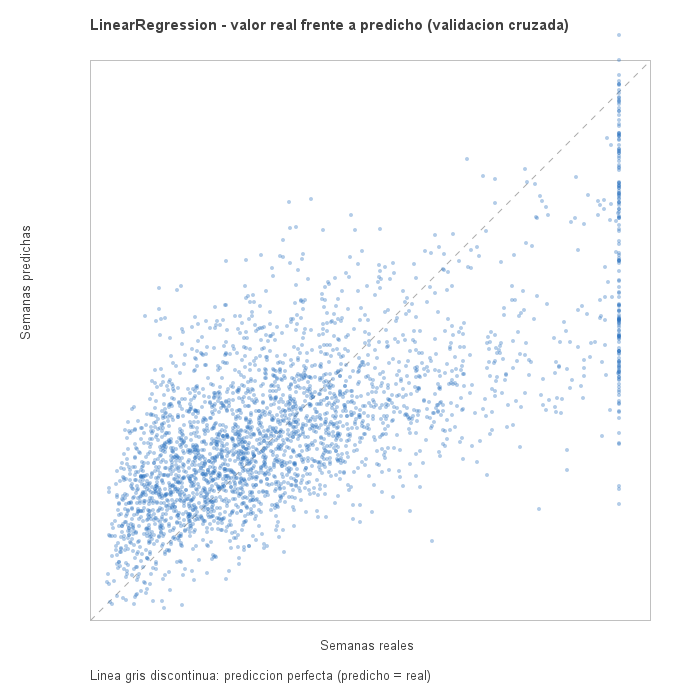 LinearRegression - valor real frente a predicho (validacion cruzada)
Semanas predichas
Semanas reales
Linea gris discontinua: prediccion perfecta (predicho = real)